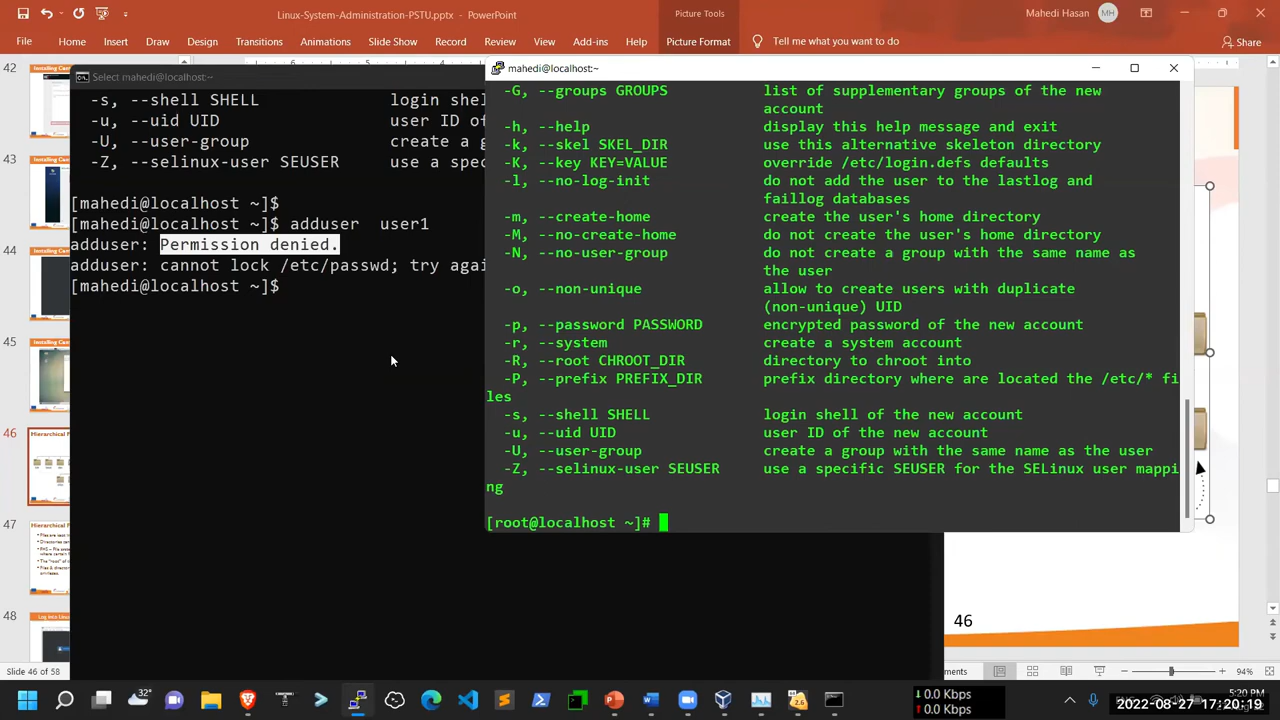 Linux-System-Administration-PSTU.pptx - PowerPoint
Picture Tools
Mahedi Hasan
MH
File Home Insert Draw Design Transitions Animations Slide Show Record Review View Add-ins Help Picture Format Tell me what you want to do Share
42
43
44
45
46
47
48
Hierarchical F
Log into Linu
Select mahedi@localhost:~
-s, --shell SHELL login shel
-u, --uid UID user ID of
-U, --user-group create a g
-Z, --selinux-user SEUSER use a spec
[mahedi@localhost ~]$
[mahedi@localhost ~]$ adduser user1
adduser: Permission denied.
adduser: cannot lock /etc/passwd; try agai
[mahedi@localhost ~]$
mahedi@localhost:~
-G, --groups GROUPS list of supplementary groups of the new
account
-h, --help display this help message and exit
-k, --skel SKEL_DIR use this alternative skeleton directory
-K, --key KEY=VALUE override /etc/login.defs defaults
-l, --no-log-init do not add the user to the lastlog and
faillog databases
-m, --create-home create the user's home directory
-M, --no-create-home do not create the user's home directory
-N, --no-user-group do not create a group with the same name as
the user
-o, --non-unique allow to create users with duplicate
(non-unique) UID
-p, --password PASSWORD encrypted password of the new account
-r, --system create a system account
-R, --root CHROOT_DIR directory to chroot into
-P, --prefix PREFIX_DIR prefix directory where are located the /etc/* fi
les
-s, --shell SHELL login shell of the new account
-u, --uid UID user ID of the new account
-U, --user-group create a group with the same name as the user
-Z, --selinux-user SEUSER use a specific SEUSER for the SELinux user mappi
ng
[root@localhost ~]#
46
Slide 46 of 58
ments
94%
32°
0.0 Kbps
0.0 Kbps
5:20 PM
2022-08-27 17:20:19